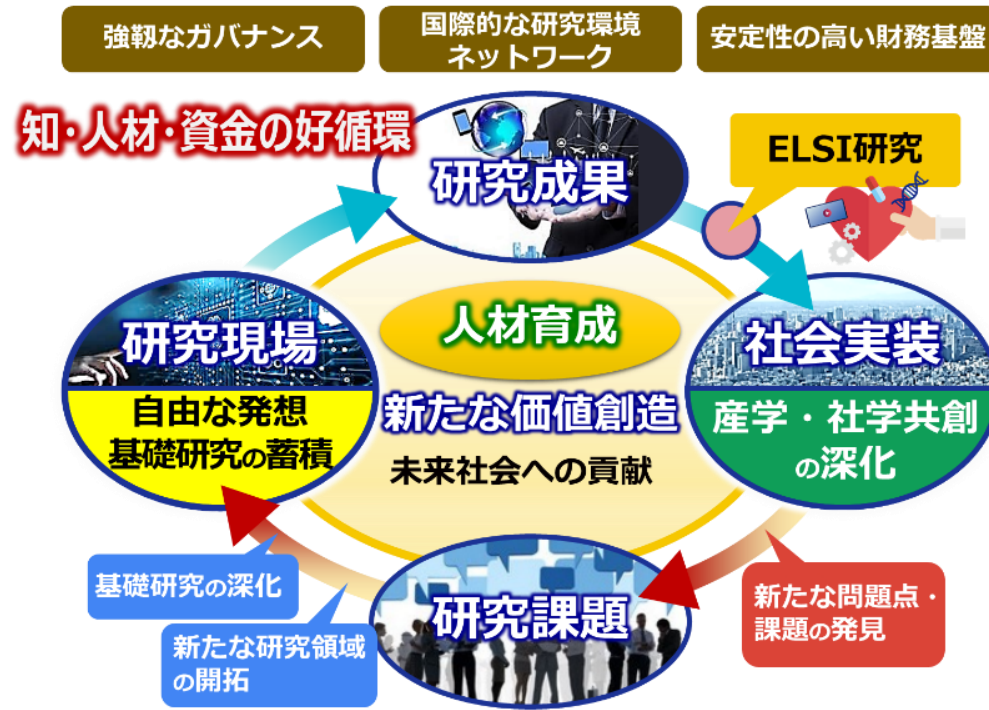 強靱なガバナンス
国際的な研究環境
ネットワーク
安定性の高い財務基盤
知・人材・資金の好循環
研究成果
ELSI研究
人材育成
研究現場
自由な発想
基礎研究の蓄積
新たな価値創造
未来社会への貢献
社会実装
産学・社学共創
の深化
基礎研究の深化
新たな研究領域
の開拓
研究課題
新たな問題点・
課題の発見